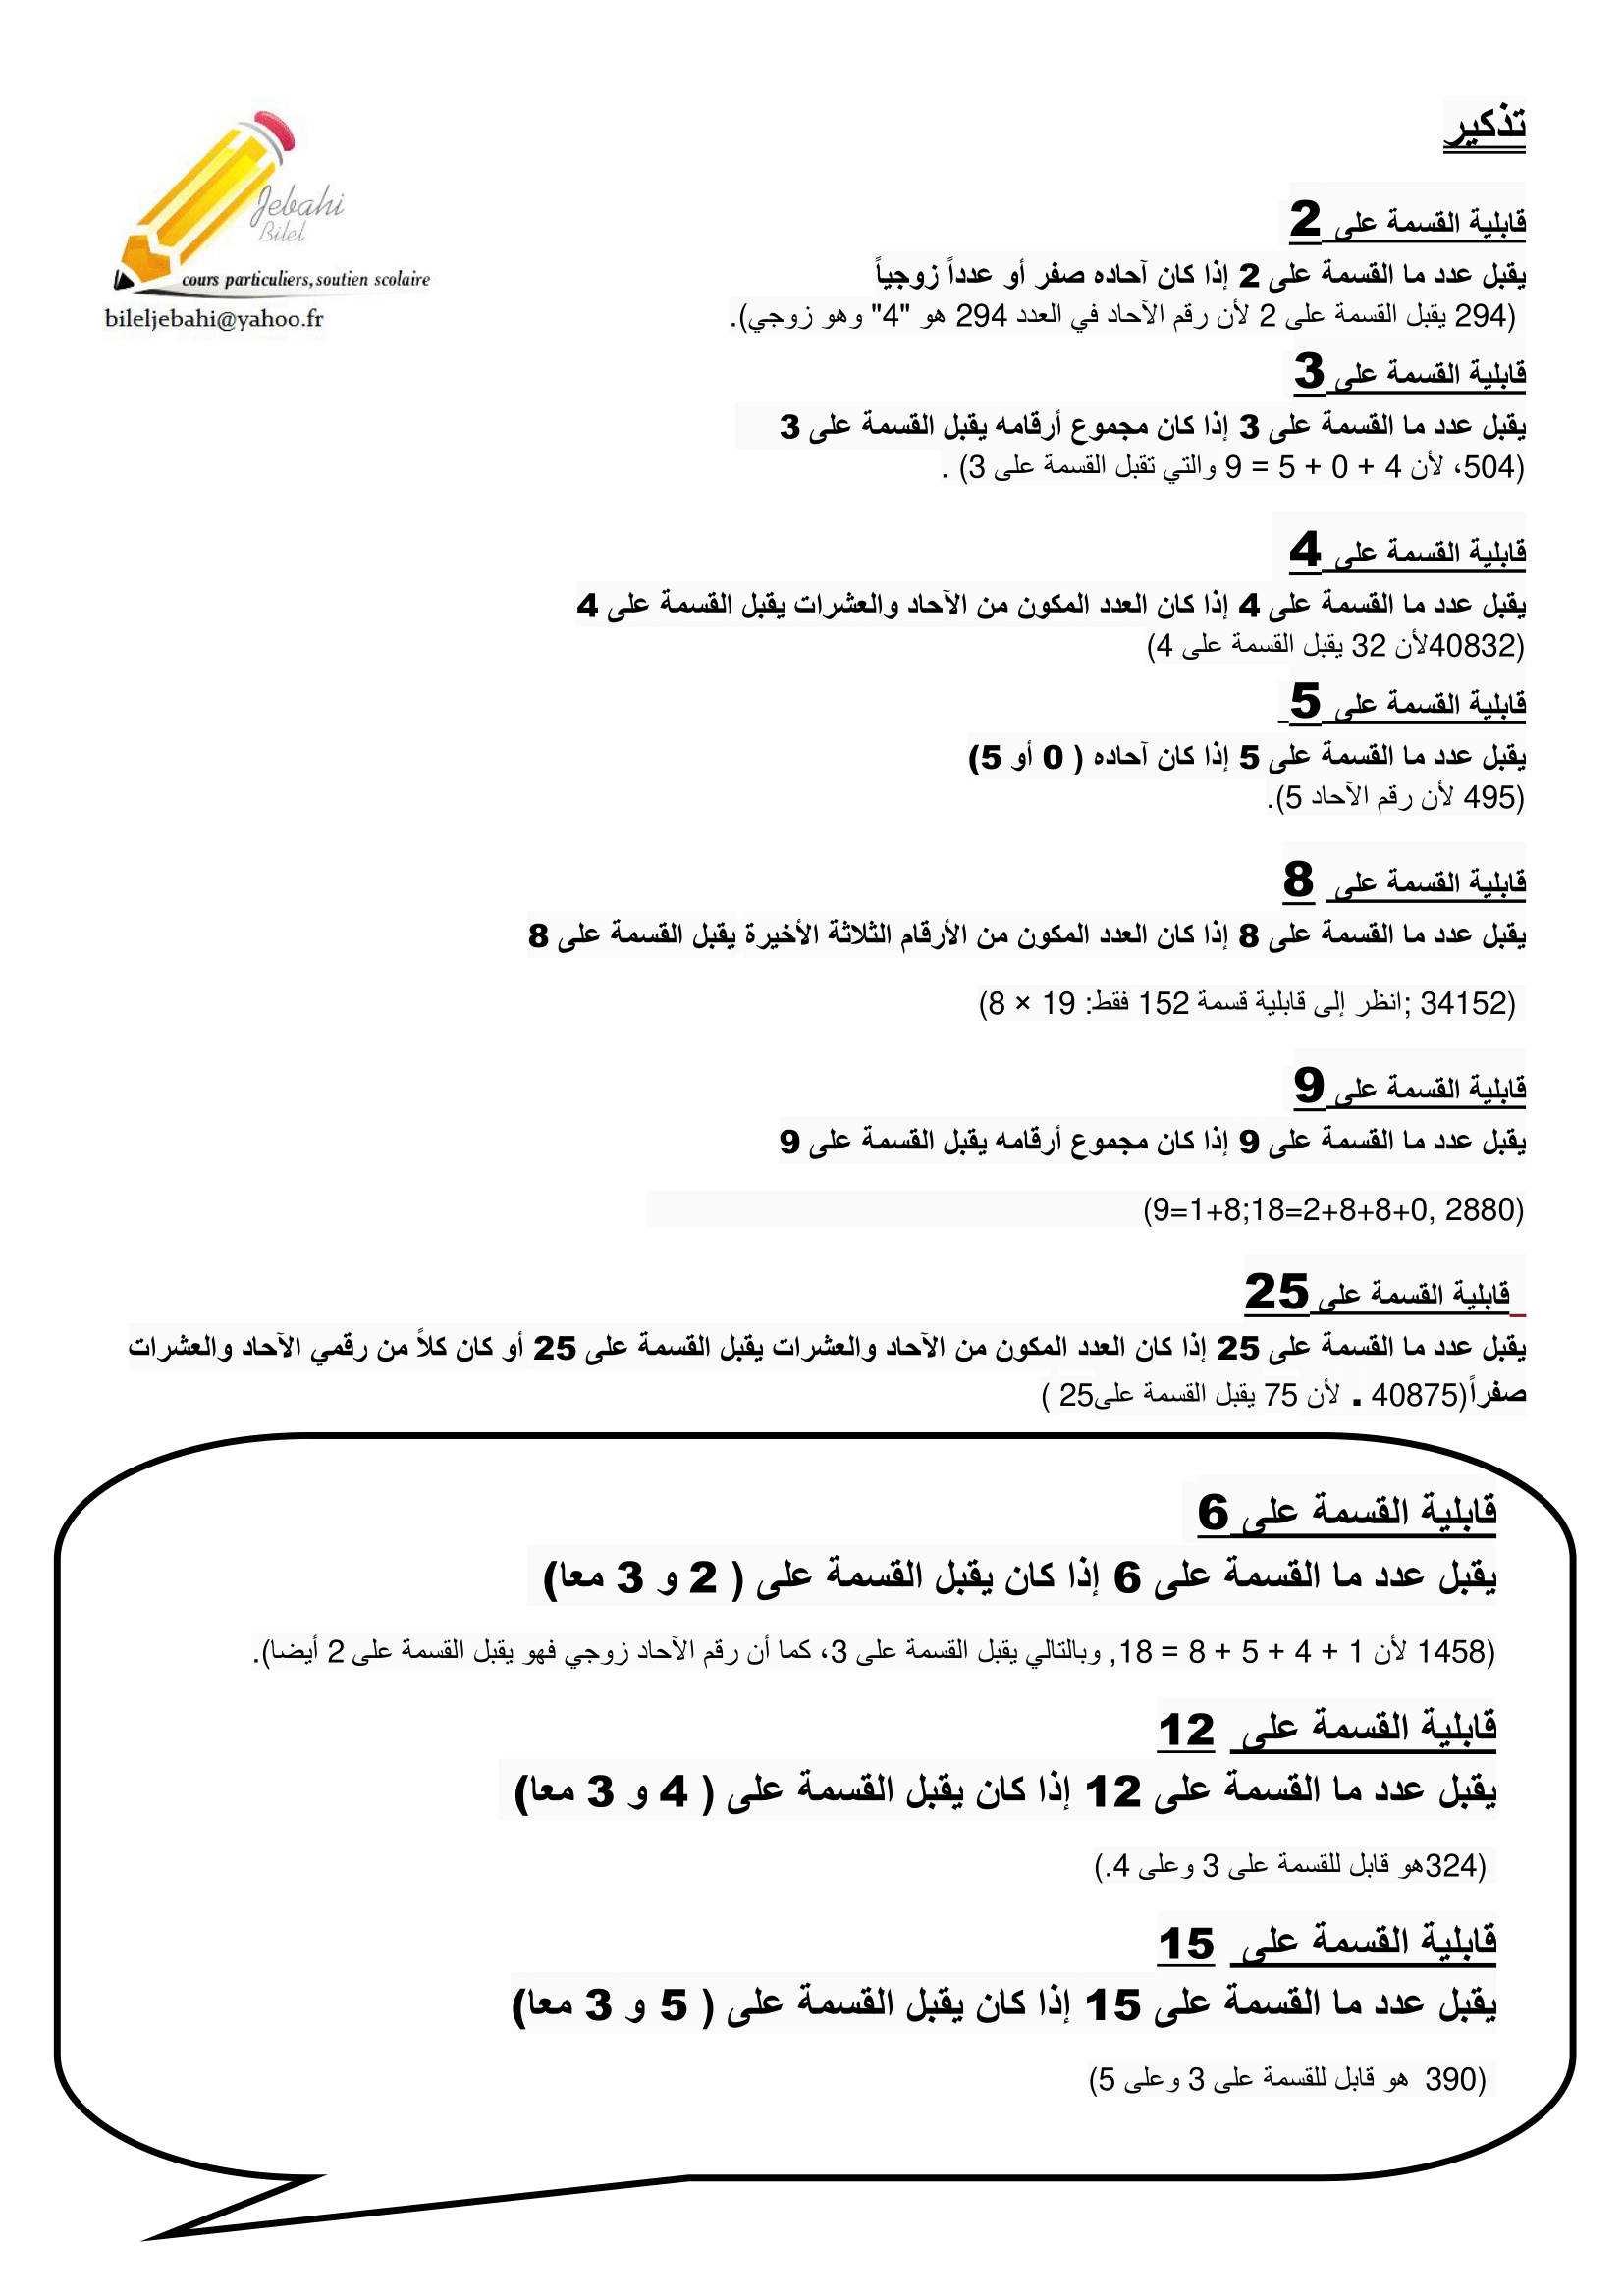 تذكير
Jebahi
Bilel
cours particuliers, soutien scolaire
bileljebahi@yahoo.fr
قابلية القسمة على 2
يقبل عدد ما القسمة على 2 إذا كان آحاده صفر أو عدداً زوجياً
(294 يقبل القسمة على 2 لأن رقم الآحاد في العدد 294 هو "4" وهو زوجي).
قابلية القسمة على 3
يقبل عدد ما القسمة على 3 إذا كان مجموع أرقامه يقبل القسمة على 3
(504، لأن 4 + 0 + 5 = 9 والتي تقبل القسمة على 3) .
قابلية القسمة على 4
يقبل عدد ما القسمة على 4 إذا كان العدد المكون من الآحاد والعشرات يقبل القسمة على 4
(40832لأن 32 يقبل القسمة على 4)
قابلية القسمة على 5
يقبل عدد ما القسمة على 5 إذا كان آحاده ( 0 أو 5)
(495 لأن رقم الآحاد 5).
قابلية القسمة على 8
يقبل عدد ما القسمة على 8 إذا كان العدد المكون من الأرقام الثلاثة الأخيرة يقبل القسمة على 8
(34152 ;انظر إلى قابلية قسمة 152 فقط: 19 × 8)
قابلية القسمة على 9
يقبل عدد ما القسمة على 9 إذا كان مجموع أرقامه يقبل القسمة على 9
(2880 ,9=1+8;18=2+8+8+0)
قابلية القسمة على 25
يقبل عدد ما القسمة على 25 إذا كان العدد المكون من الآحاد والعشرات يقبل القسمة على 25 أو كان كلاً من رقمي الآحاد والعشرات
صفراً(40875 . لأن 75 يقبل القسمة على25 )
قابلية القسمة على 6
يقبل عدد ما القسمة على 6 إذا كان يقبل القسمة على ( 2 و 3 معا)
(1458 لأن 1 + 4 + 5 + 8 = 18, وبالتالي يقبل القسمة على 3، كما أن رقم الآحاد زوجي فهو يقبل القسمة على 2 أيضا).
قابلية القسمة على 12
يقبل عدد ما القسمة على 12 إذا كان يقبل القسمة على ( 4 و 3 معا)
(324هو قابل للقسمة على 3 وعلى 4.)
قابلية القسمة على 15
يقبل عدد ما القسمة على 15 إذا كان يقبل القسمة على ( 5 و 3 معا)
(390 هو قابل للقسمة على 3 وعلى 5)